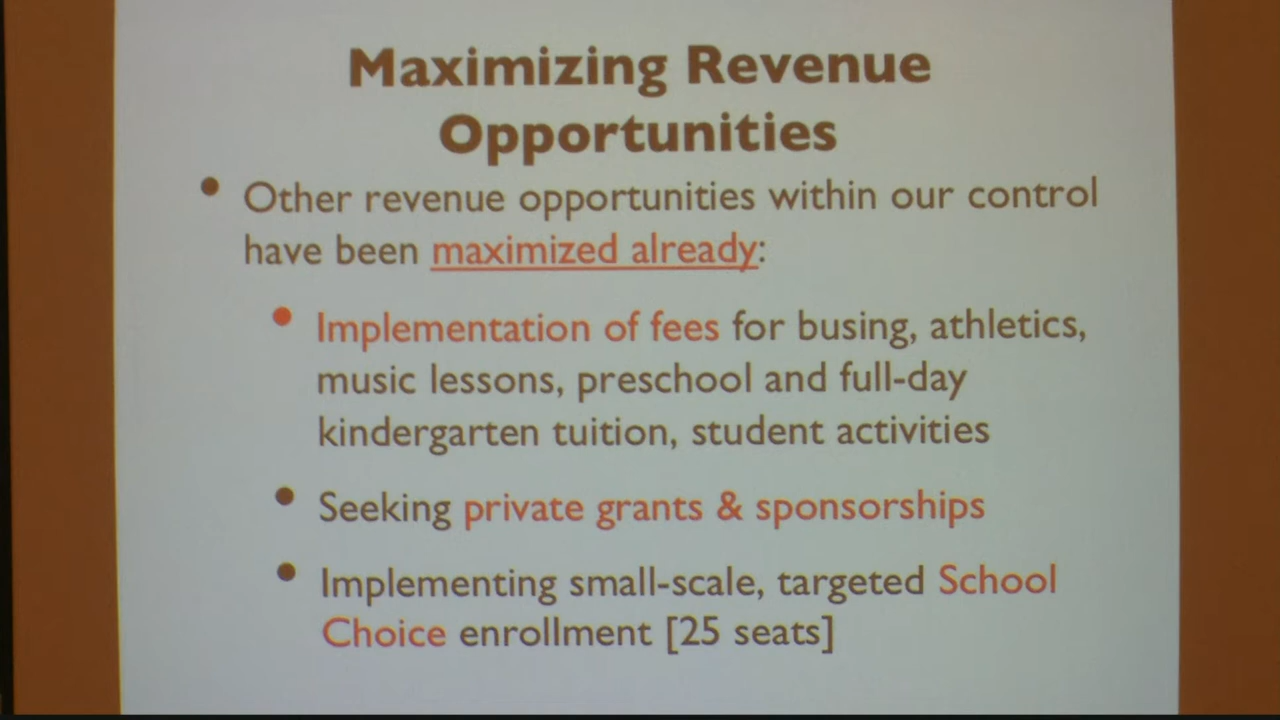 Maximizing Revenue
Opportunities
• Other revenue opportunities within our control
have been maximized already:
• Implementation of fees for busing, athletics,
music lessons, preschool and full-day
kindergarten tuition, student activities
• Seeking private grants & sponsorships
• Implementing small-scale, targeted School
Choice enrollment [25 seats]